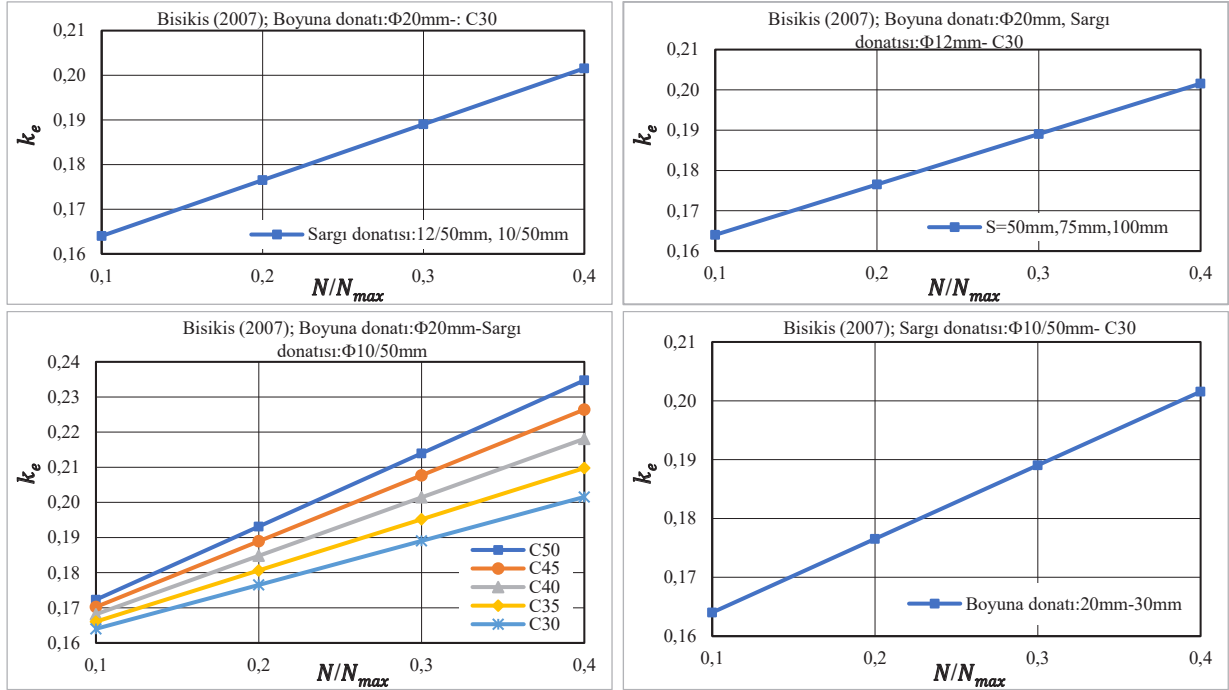 Bisikis (2007); Boyuna donatı:Φ20mm-: C30
0,21
0,20
0,19
0,18
0,17
0,16
k_e
Sargı donatısı:12/50mm, 10/50mm
0,1
0,2
0,3
0,4
N/N_max
Bisikis (2007); Boyuna donatı:Φ20mm, Sargı
donatısı:Φ12mm- C30
0,21
0,20
0,19
0,18
0,17
0,16
k_e
S=50mm,75mm,100mm
0,1
0,2
0,3
0,4
N/N_max
Bisikis (2007); Boyuna donatı:Φ20mm-Sargı
donatısı:Φ10/50mm
0,24
0,23
0,22
0,21
0,20
0,19
0,18
0,17
0,16
k_e
C50
C45
C40
C35
C30
0,1
0,2
0,3
0,4
N/N_max
Bisikis (2007); Sargı donatısı:Φ10/50mm- C30
0,21
0,20
0,19
0,18
0,17
0,16
k_e
Boyuna donatı:20mm-30mm
0,1
0,2
0,3
0,4
N/N_max